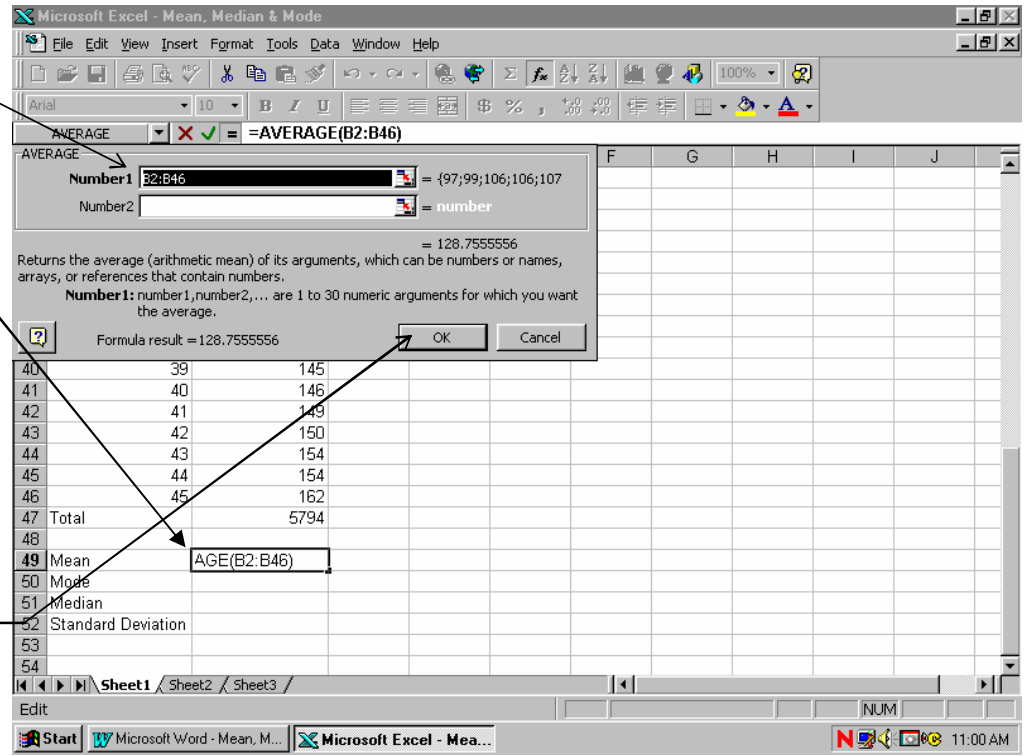 Microsoft Excel - Mean, Median & Mode
File Edit View Insert Format Tools Data Window Help
100%
Arial 10 B I U $ % ,
AVERAGE = =AVERAGE(B2:B46)
AVERAGE
Number1 B2:B46 = {97;99;106;106;107
Number2 = number
= 128.7555556
Returns the average (arithmetic mean) of its arguments, which can be numbers or names,
arrays, or references that contain numbers.
Number1: number1,number2,... are 1 to 30 numeric arguments for which you want
the average.
Formula result =128.7555556 OK Cancel
F G H I J
40 39 145
41 40 146
42 41 149
43 42 150
44 43 154
45 44 154
46 45 162
47 Total 5794
48
49 Mean AGE(B2:B46)
50 Mode
51 Median
52 Standard Deviation
53
54
Sheet1 Sheet2 Sheet3
Edit NUM
Start Microsoft Word - Mean, M... Microsoft Excel - Mea... 11:00 AM